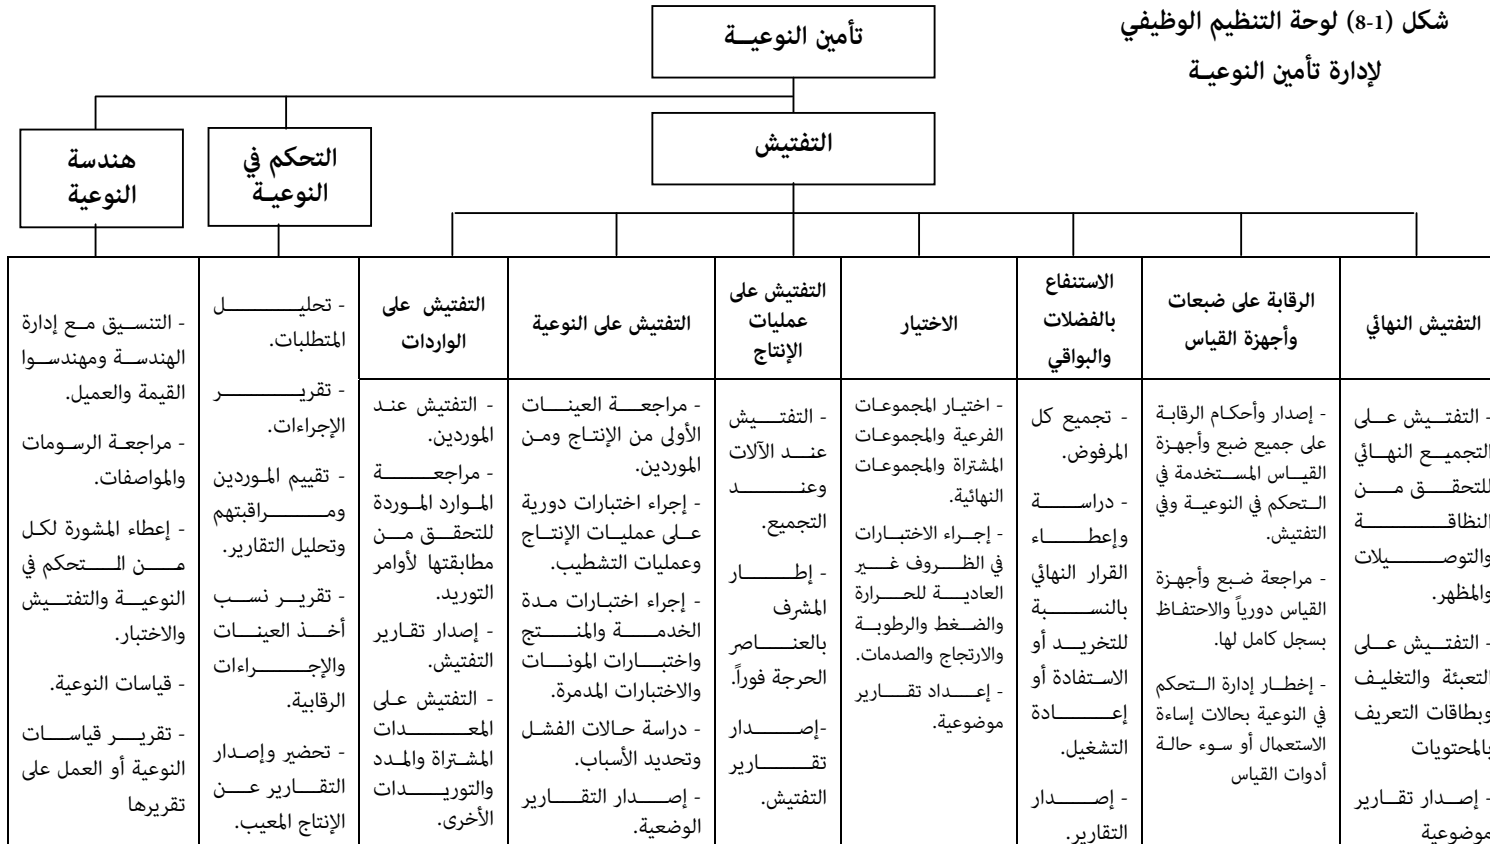 شكل (8-1) لوحة التنظيم الوظيفي
لإدارة تأمين النوعية
تأمين النوعية
التفتيش
التحكم في
النوعية
هندسة
النوعية
التفتيش النهائي
- التفتيش على
التجميع النهائي
للتحقق من
النظافة
والتوصيلات
والمظهر.
- التفتيش على
التعبئة والتغليف
وبطاقات التعريف
بالمحتويات
- إصدار تقارير
موضوعية
الرقابة على ضبعات
وأجهزة القياس
- إصدار وأحكام الرقابة
على جميع ضبع وأجهزة
القياس المستخدمة في
التحكم في النوعية وفي
التفتيش.
- مراجعة ضبع وأجهزة
القياس دورياً والاحتفاظ
بسجل كامل لها.
- إخطار إدارة التحكم
في النوعية بحالات إساءة
الاستعمال أو سوء حالة
أدوات القياس
الاستنفاع
بالفضلات
والبواقي
- تجميع كل
المرفوض.
- دراسة
وإعطاء
القرار النهائي
بالنسبة
للتخريد أو
الاستفادة أو
إعادة
التشغيل.
- إصدار
التقارير.
الاختيار
- اختيار المجموعات
الفرعية والمجموعات
المشتراة والمجموعات
النهائية.
- إجراء الاختبارات
في الظروف غير
العادية للحرارة
والضغط والرطوبة
والارتجاج والصدمات.
- إعداد تقارير
موضوعية.
التفتيش على
عمليات
الإنتاج
- التفتيش
عند الآلات
وعند
التجميع.
- إطار
المشرف
بالعناصر
الحرجة فوراً.
-إصدار
تقارير
التفتيش.
التفتيش على النوعية
- مراجعة العينات
الأولى من الإنتاج ومن
الموردين.
- إجراء اختبارات دورية
على عمليات الإنتاج
وعمليات التشطيب.
- إجراء اختبارات مدة
الخدمة والمنتج
واختبارات المونات
والاختبارات المدمرة.
- دراسة حالات الفشل
وتحديد الأسباب.
- إصدار التقارير
الوضعية.
التفتيش على
الواردات
- التفتيش عند
الموردين.
- مراجعة
الموارد الموردة
للتحقق من
مطابقتها لأوامر
التوريد.
- إصدار تقارير
التفتيش.
- التفتيش على
المعدات
المشتراة والمدد
والتوريدات
الأخرى.
- تحليل
المتطلبات.
- تقرير
الإجراءات.
- تقييم الموردين
ومراقبتهم
وتحليل التقارير.
- تقرير نسب
أخذ العينات
والإجراءات
الرقابية.
- تحضير وإصدار
التقارير عن
الإنتاج المعيب.
- التنسيق مع إدارة
الهندسة ومهندسوا
القيمة والعميل.
- مراجعة الرسومات
والمواصفات.
- إعطاء المشورة لكل
من التحكم في
النوعية والتفتيش
والاختبار.
- قياسات النوعية.
- تقرير قياسات
النوعية أو العمل على
تقريرها